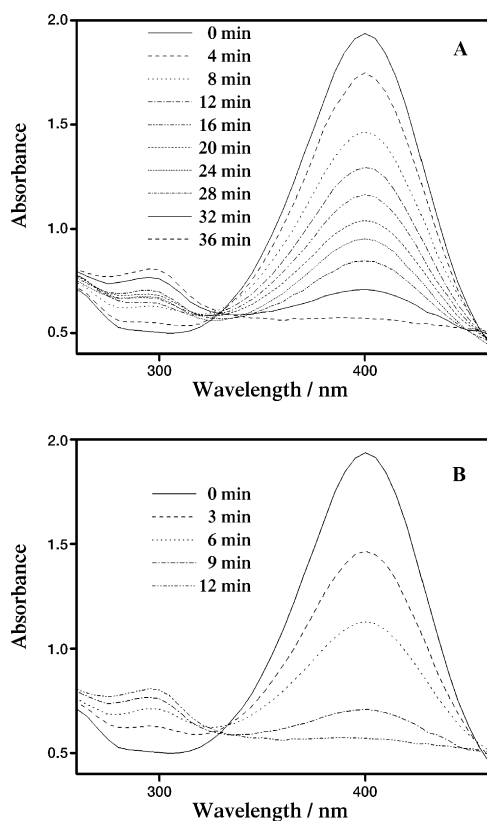 A
0 min
4 min
8 min
12 min
16 min
20 min
24 min
28 min
32 min
36 min
2.0
1.5
1.0
0.5
Absorbance
300
400
Wavelength / nm
B
0 min
3 min
6 min
9 min
12 min
2.0
1.5
1.0
0.5
Absorbance
300
400
Wavelength / nm